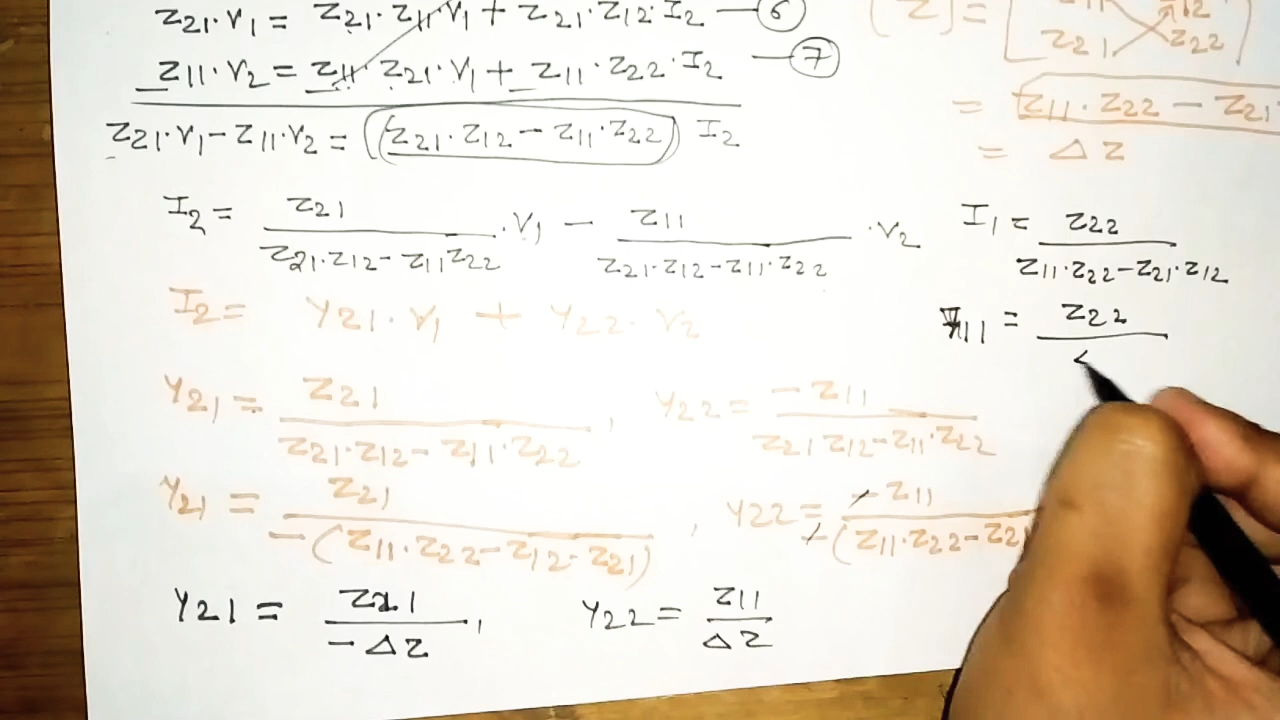 Z21·V1 = Z21·Z11·V1 + Z21·Z12·I2 — 6
Z11·V2 = Z11·Z21·V1 + Z11·Z22·I2 — 7
Z21·V1 - Z11·V2 = (Z21·Z12 - Z11·Z22) I2
I2 = Z21 / Z21·Z12 - Z11Z22 ·V1 - Z11 / Z21·Z12 - Z11·Z22 ·V2
I2 = Y21·V1 + Y22·V2
Y21 = Z21 / Z21·Z12 - Z11·Z22 , Y22 = -Z11 / Z21Z12 - Z11·Z22
Y21 = Z21 / -(Z11·Z22 - Z12-Z21) , Y22 = -Z11 / -(Z11·Z22 - Z21
Y21 = Z21 / -ΔZ , Y22 = Z11 / ΔZ
[Z] =
Z21 Z22
= Z11·Z22 - Z21·
= ΔZ
I1 = Z22 / Z11·Z22 - Z21·Z12
Y11 = Z22